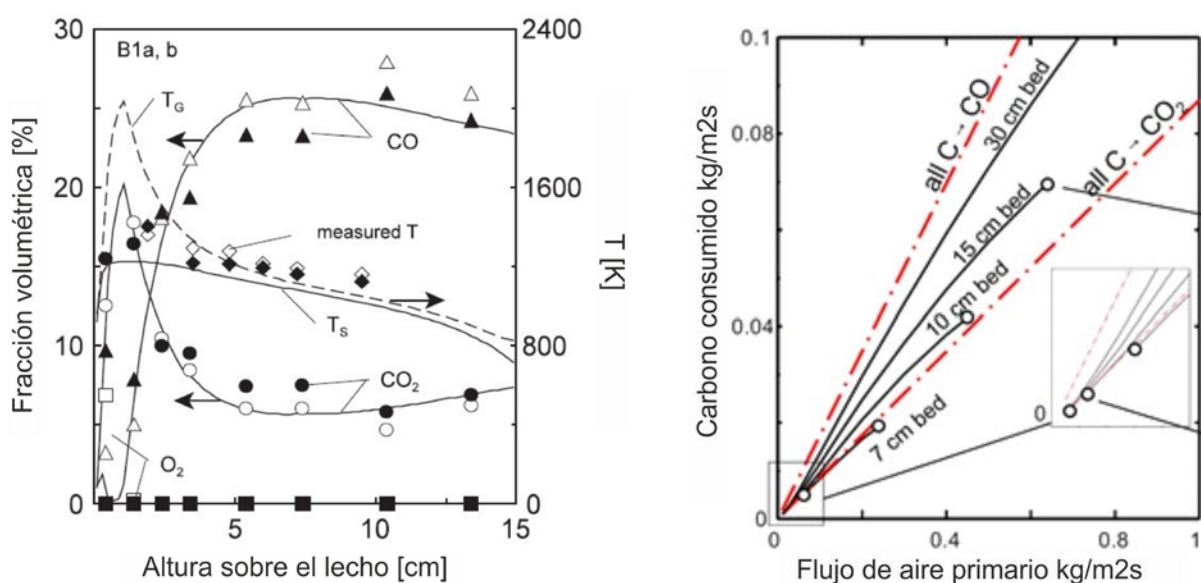 30
25
20
15
10
5
0
Fracción volumétrica [%]
B1a, b
T_G
CO
measured T
T_S
CO₂
O₂
2400
1600
800
0
T [K]
5
10
15
Altura sobre el lecho [cm]
0.1
0.08
0.04
0
Carbono consumido kg/m2s
all C → CO
30 cm bed
all C → CO₂
15 cm bed
10 cm bed
7 cm bed
0
0
0.4
0.6
0.8
1
Flujo de aire primario kg/m2s